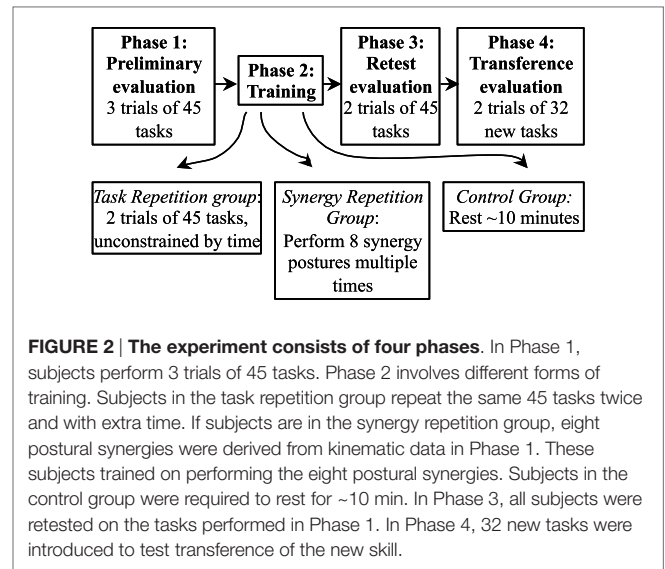 Phase 1:
Preliminary
evaluation
3 trials of 45
tasks
Phase 2:
Training
Phase 3:
Retest
evaluation
2 trials of 45
tasks
Phase 4:
Transference
evaluation
2 trials of 32
new tasks
Task Repetition group:
2 trials of 45 tasks,
unconstrained by time
Synergy Repetition
Group:
Perform 8 synergy
postures multiple
times
Control Group:
Rest ~10 minutes
FIGURE 2 | The experiment consists of four phases. In Phase 1,
subjects perform 3 trials of 45 tasks. Phase 2 involves different forms of
training. Subjects in the task repetition group repeat the same 45 tasks twice
and with extra time. If subjects are in the synergy repetition group, eight
postural synergies were derived from kinematic data in Phase 1. These
subjects trained on performing the eight postural synergies. Subjects in the
control group were required to rest for ~10 min. In Phase 3, all subjects were
retested on the tasks performed in Phase 1. In Phase 4, 32 new tasks were
introduced to test transference of the new skill.